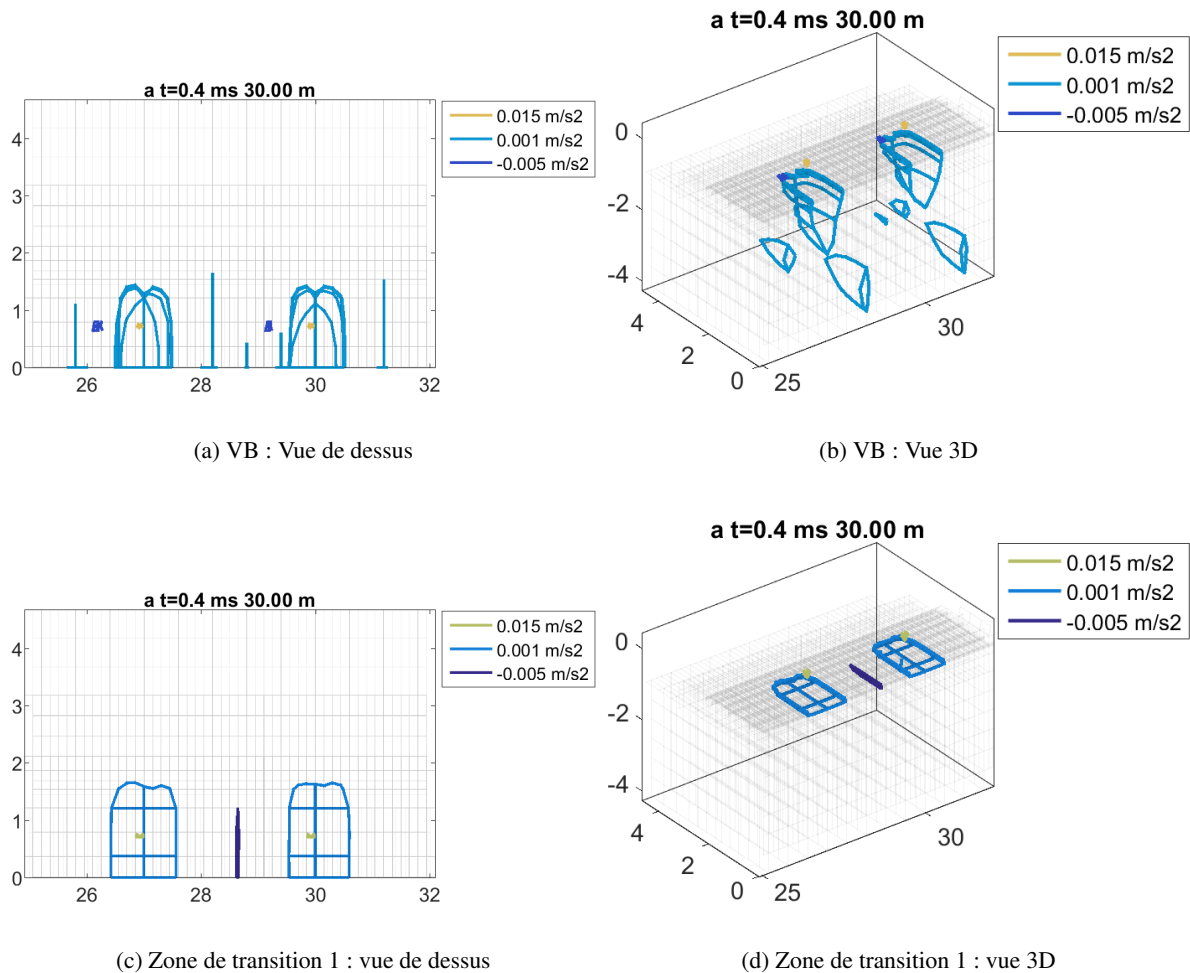 a t=0.4 ms 30.00 m
0.015 m/s2
0.001 m/s2
-0.005 m/s2
4
3
2
1
0
26
28
30
32
(a) VB : Vue de dessus
a t=0.4 ms 30.00 m
0.015 m/s2
0.001 m/s2
-0.005 m/s2
0
-2
-4
4
2
0
25
30
(b) VB : Vue 3D
a t=0.4 ms 30.00 m
0.015 m/s2
0.001 m/s2
-0.005 m/s2
4
3
2
1
0
26
28
30
32
(c) Zone de transition 1 : vue de dessus
a t=0.4 ms 30.00 m
0.015 m/s2
0.001 m/s2
-0.005 m/s2
0
-2
-4
4
2
0
25
30
(d) Zone de transition 1 : vue 3D